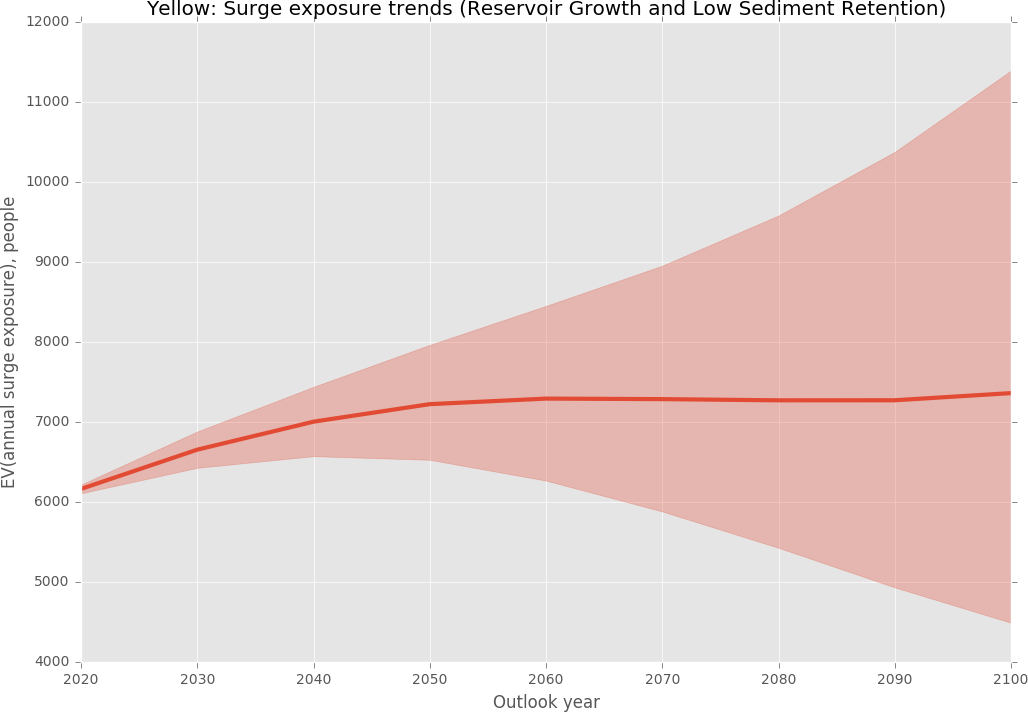 Yellow: Surge exposure trends (Reservoir Growth and Low Sediment Retention)
12000
11000
10000
9000
8000
7000
6000
5000
4000
EV(annual surge exposure), people
2020 2030 2040 2050 2060 2070 2080 2090 2100
Outlook year